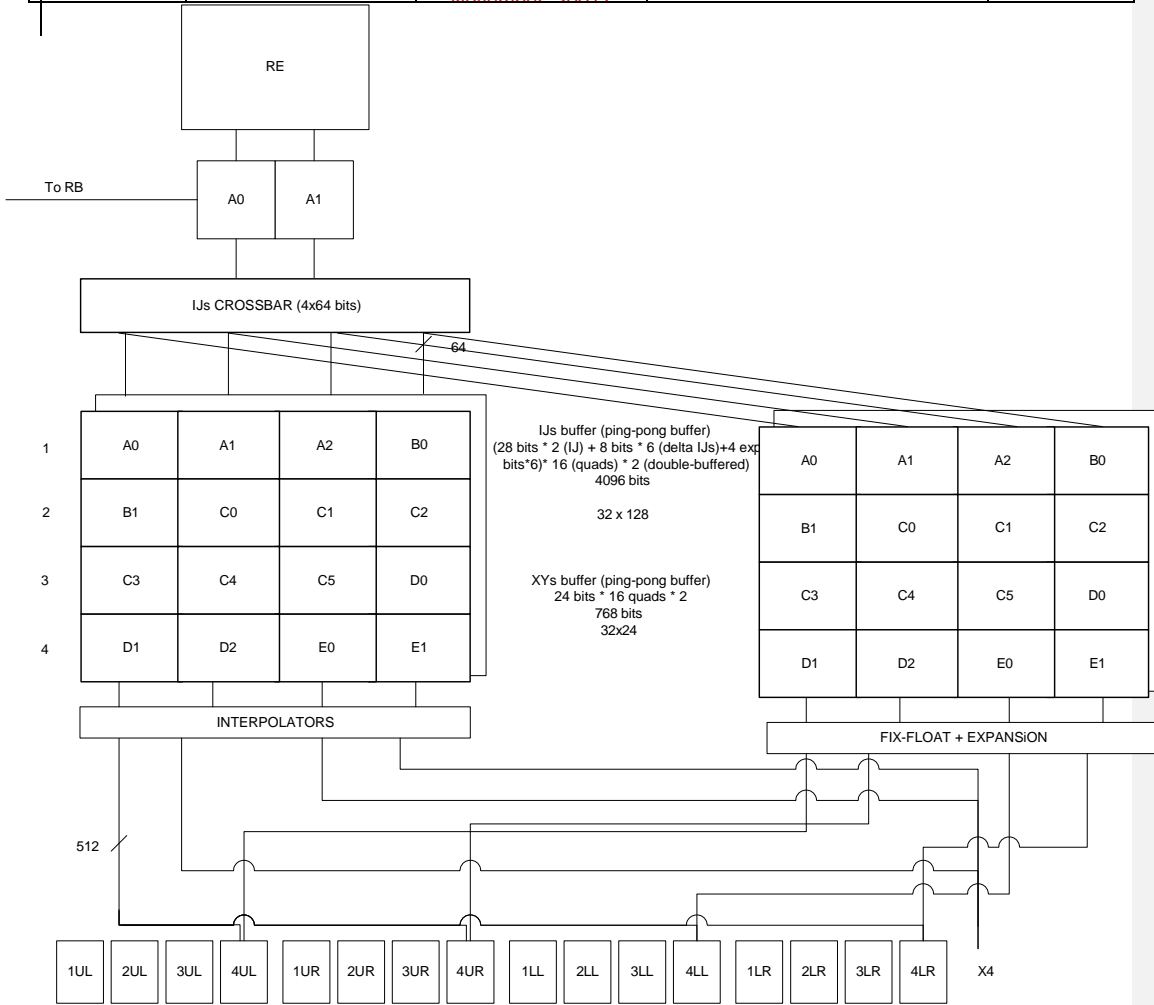 RE
To RB
A0 A1
IJs CROSSBAR (4x64 bits)
64
1 A0 A1 A2 B0
2 B1 C0 C1 C2
3 C3 C4 C5 D0
4 D1 D2 E0 E1
IJs buffer (ping-pong buffer)
(28 bits * 2 (IJ) + 8 bits * 6 (delta IJs)+4 exp
bits*6)* 16 (quads) * 2 (double-buffered)
4096 bits
32 x 128
XYs buffer (ping-pong buffer)
24 bits * 16 quads * 2
768 bits
32x24
A0 A1 A2 B0
B1 C0 C1 C2
C3 C4 C5 D0
D1 D2 E0 E1
INTERPOLATORS
FIX-FLOAT + EXPANSiON
512
1UL 2UL 3UL 4UL 1UR 2UR 3UR 4UR 1LL 2LL 3LL 4LL 1LR 2LR 3LR 4LR X4